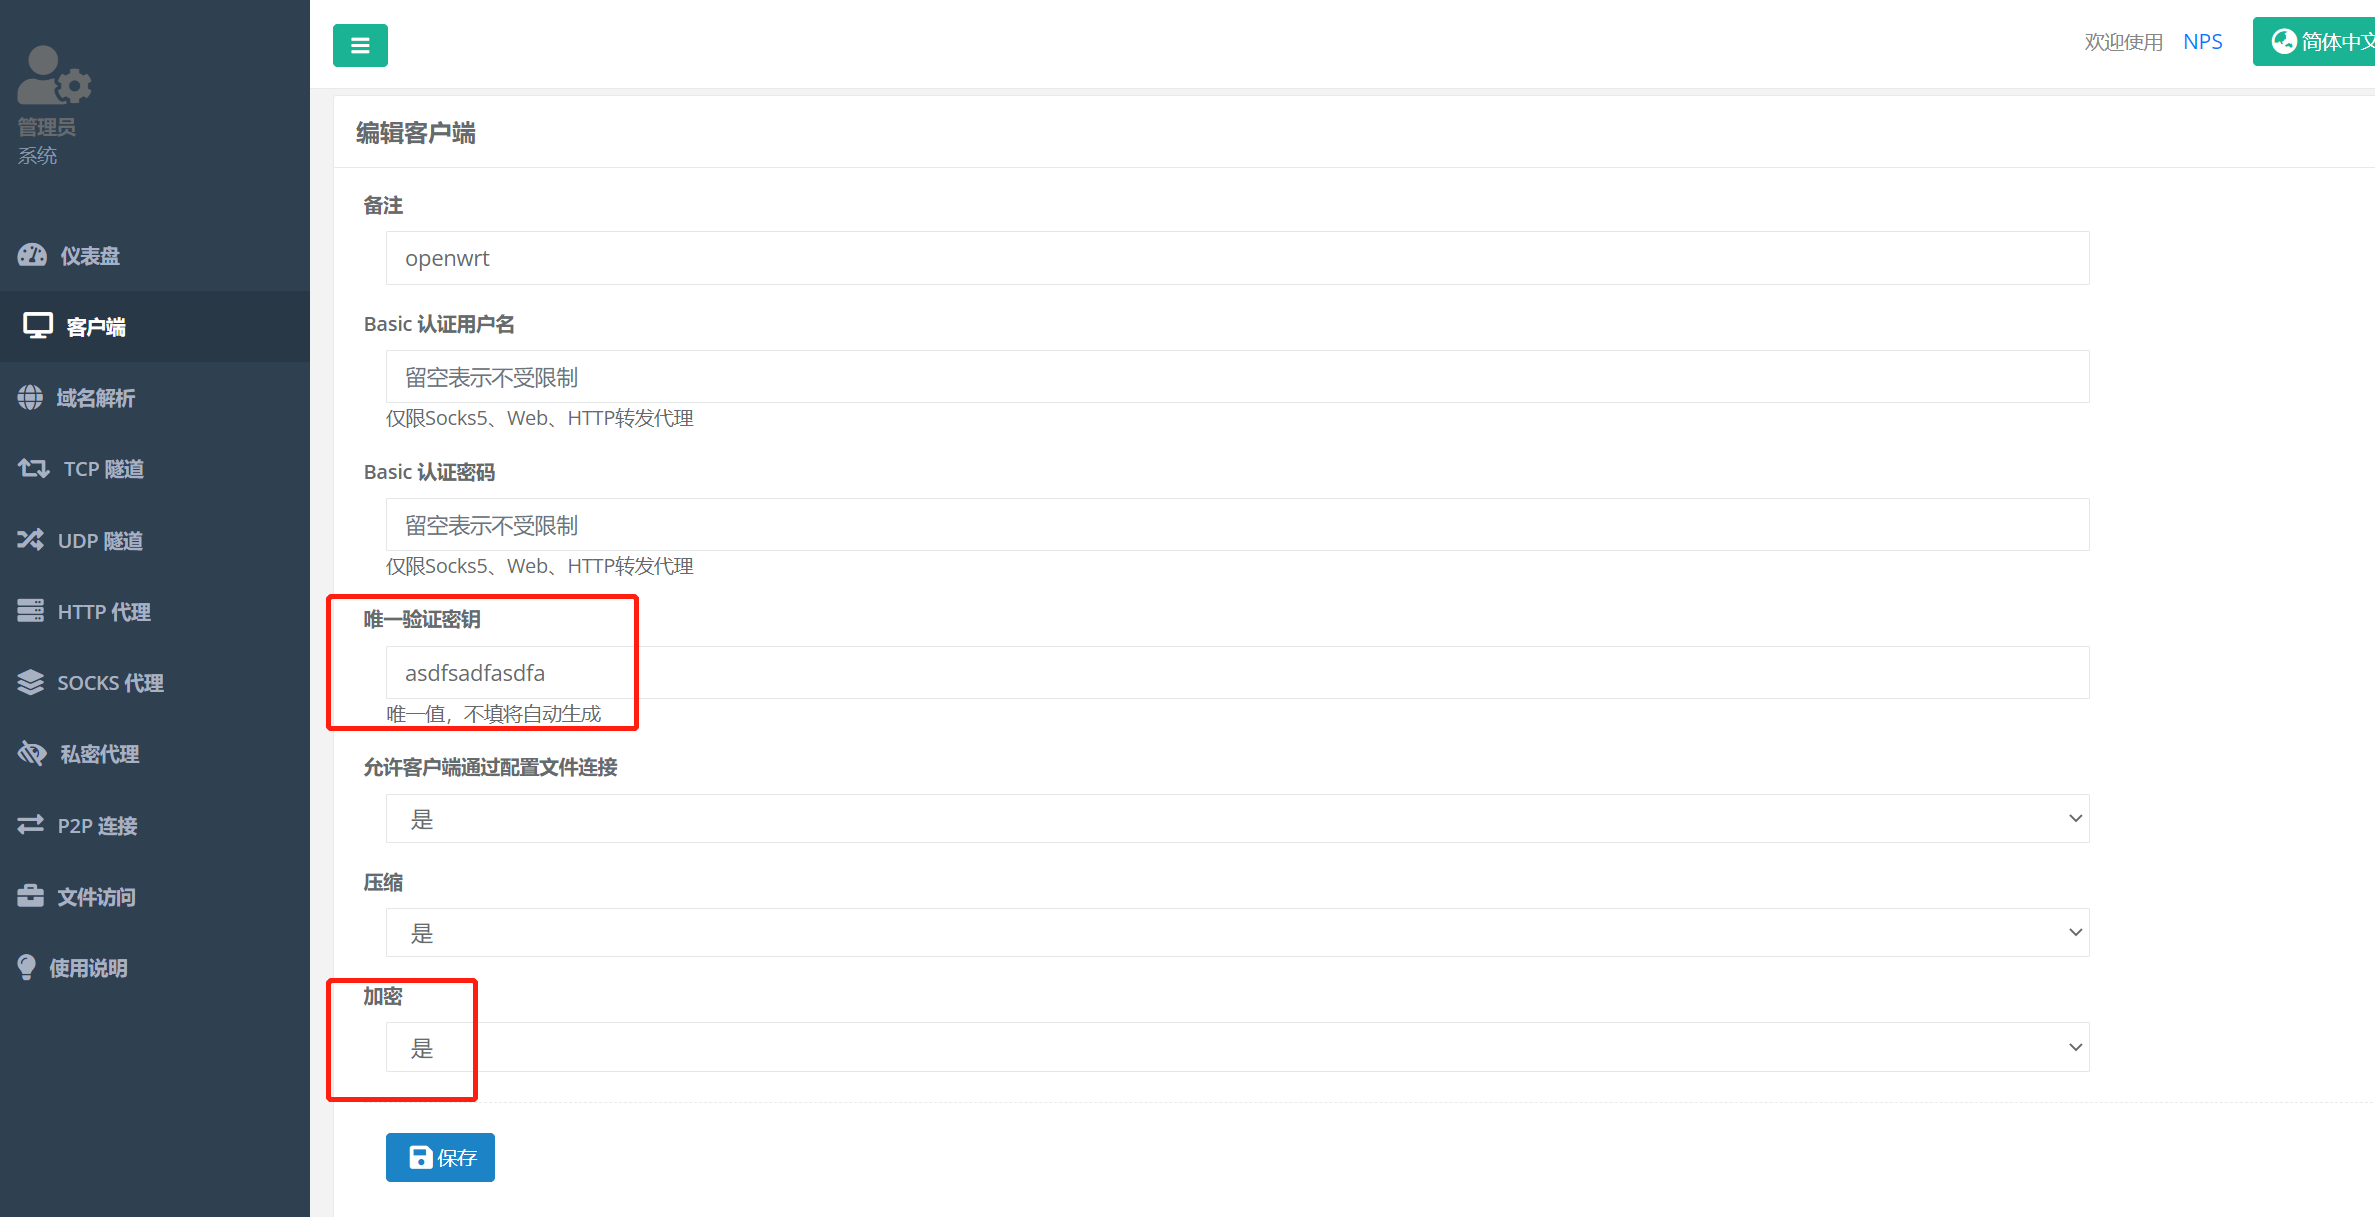 欢迎使用 NPS 简体中文
管理员
系统
仪表盘
客户端
域名解析
TCP 隧道
UDP 隧道
HTTP 代理
SOCKS 代理
私密代理
P2P 连接
文件访问
使用说明
编辑客户端
备注
openwrt
Basic 认证用户名
留空表示不受限制
仅限Socks5、Web、HTTP转发代理
Basic 认证密码
留空表示不受限制
仅限Socks5、Web、HTTP转发代理
唯一验证密钥
asdfsadfasdfa
唯一值，不填将自动生成
允许客户端通过配置文件连接
是
压缩
是
加密
是
保存